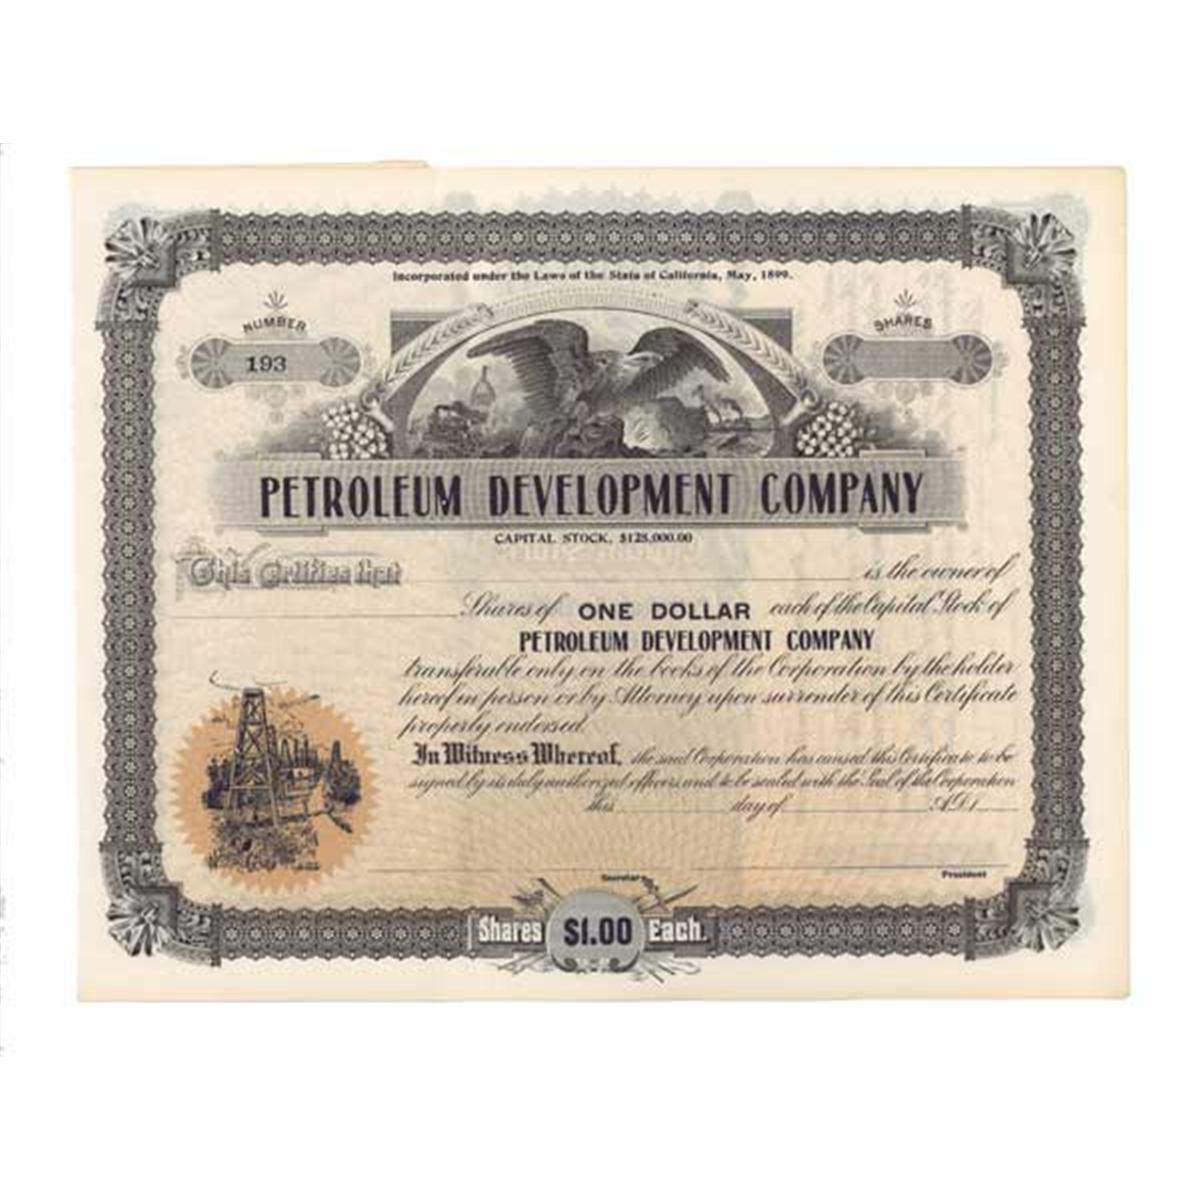 Incorporated under the Laws of the State of California, May, 1899.
NUMBER
SHARES
193
PETROLEUM DEVELOPMENT COMPANY
CAPITAL STOCK, $125,000.00
This Certifies that is the owner of
Shares of ONE DOLLAR each of the Capital Stock of
PETROLEUM DEVELOPMENT COMPANY
transferable only on the books of the Corporation by the holder
hereof in person or by Attorney upon surrender of this Certificate
properly endorsed.
In Witness Whereof, the said Corporation has caused this Certificate to be
signed by its duly authorized officers and to be sealed with the Seal of the Corporation
this day of A.D. 1
Secretary
President
Shares $1.00 Each.